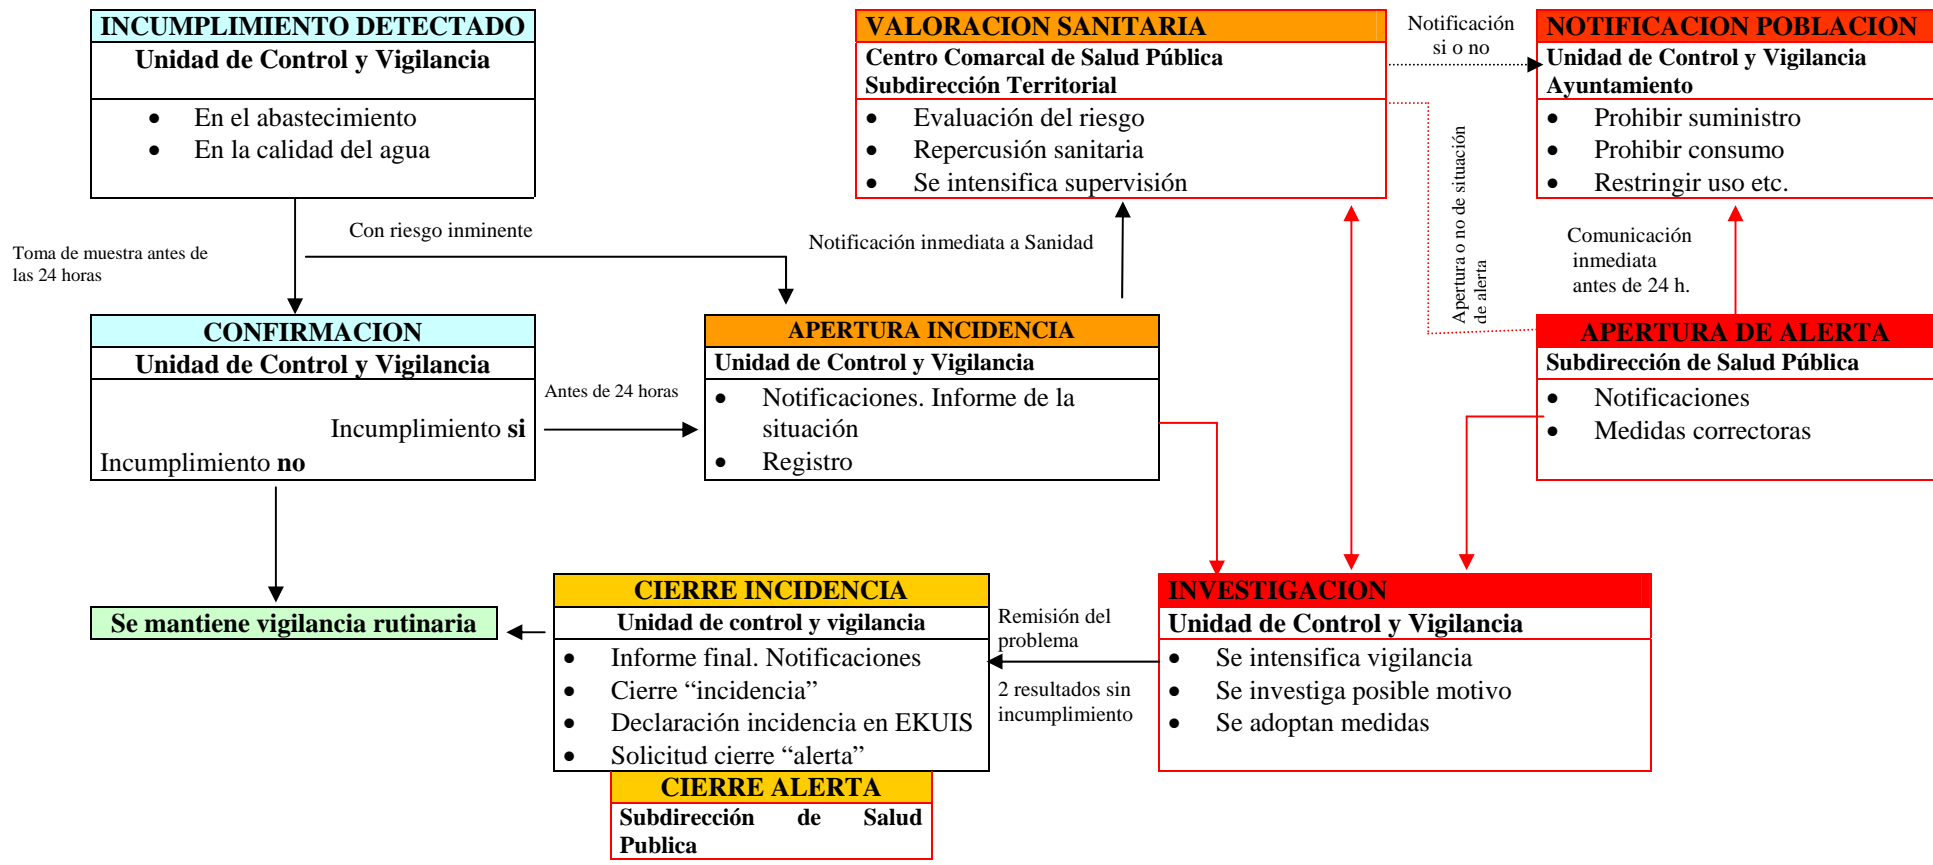 INCUMPLIMIENTO DETECTADO
Unidad de Control y Vigilancia
• En el abastecimiento
• En la calidad del agua
VALORACION SANITARIA
Centro Comarcal de Salud Pública
Subdirección Territorial
• Evaluación del riesgo
• Repercusión sanitaria
• Se intensifica supervisión
Notificación
si o no
NOTIFICACION POBLACION
Unidad de Control y Vigilancia
Ayuntamiento
• Prohibir suministro
• Prohibir consumo
• Restringir uso etc.
Toma de muestra antes de
las 24 horas
Con riesgo inminente
Notificación inmediata a Sanidad
Apertura o no de situación
de alerta
Comunicación
inmediata
antes de 24 h.
CONFIRMACION
Unidad de Control y Vigilancia
Incumplimiento si
Incumplimiento no
Antes de 24 horas
APERTURA INCIDENCIA
Unidad de Control y Vigilancia
• Notificaciones. Informe de la
situación
• Registro
APERTURA DE ALERTA
Subdirección de Salud Pública
• Notificaciones
• Medidas correctoras
Se mantiene vigilancia rutinaria
CIERRE INCIDENCIA
Unidad de control y vigilancia
• Informe final. Notificaciones
• Cierre “incidencia”
• Declaración incidencia en EKUIS
• Solicitud cierre “alerta”
CIERRE ALERTA
Subdirección de Salud
Publica
Remisión del
problema
2 resultados sin
incumplimiento
INVESTIGACION
Unidad de Control y Vigilancia
• Se intensifica vigilancia
• Se investiga posible motivo
• Se adoptan medidas